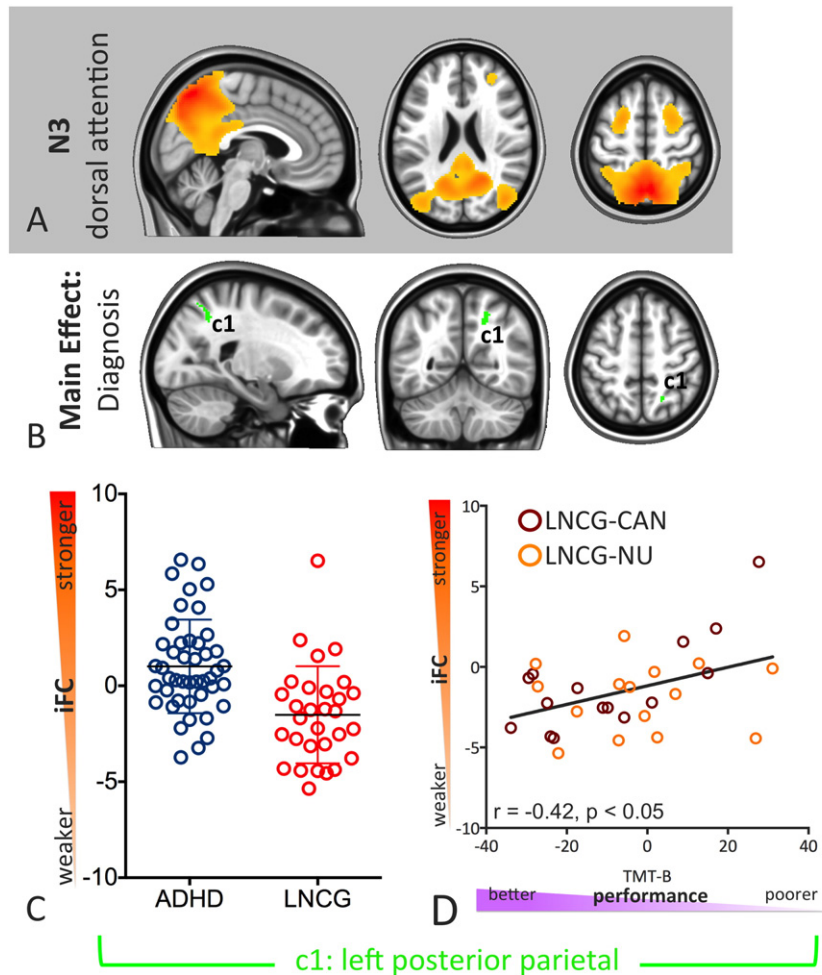 N3
dorsal attention
A
Main Effect:
Diagnosis
c1
c1
c1
B
stronger
iFC
weaker
10
5
0
-5
-10
ADHD
LNCG
C
stronger
iFC
weaker
10
5
0
-5
-10
LNCG-CAN
LNCG-NU
r = -0.42, p < 0.05
-40
-20
0
20
40
TMT-B
better
performance
poorer
D
c1: left posterior parietal